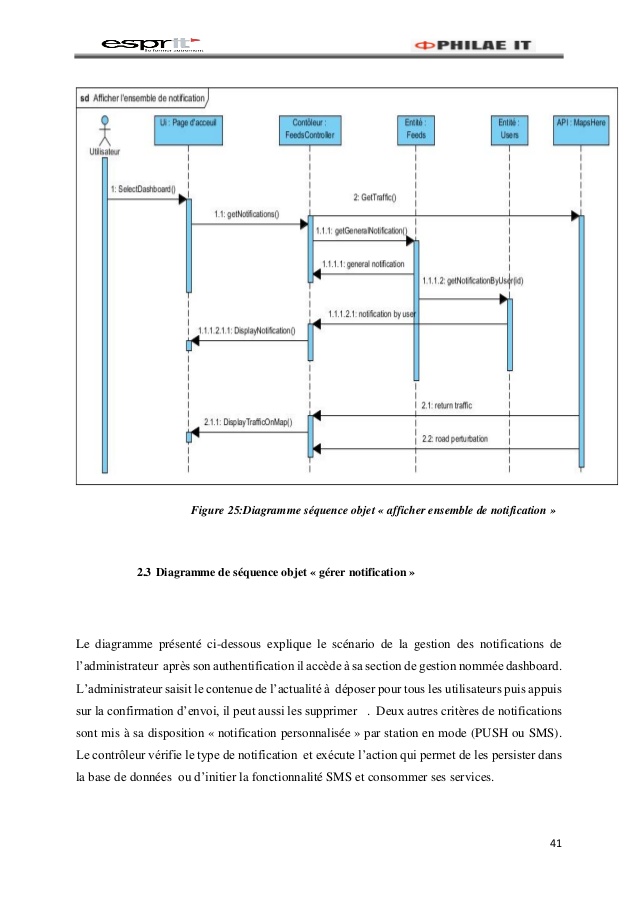 esprit
Se former autrement
PHILAE IT
sd Afficher l'ensemble de notification
Utilisateur
Ui : Page d'acceuil
Contôleur :
FeedsController
Entité :
Feeds
Entité :
Users
API : MapsHere
1: SelectDashboard()
2: GetTraffic()
1.1: getNotifications()
1.1.1: getGeneralNotification()
1.1.1.1: general notification
1.1.1.2: getNotificationByUser(id)
1.1.1.2.1: notification by user
1.1.1.2.1.1: DisplayNotification()
2.1: return traffic
2.1.1: DisplayTrafficOnMap()
2.2: road perturbation
Figure 25:Diagramme séquence objet « afficher ensemble de notification »
2.3 Diagramme de séquence objet « gérer notification »
Le diagramme présenté ci-dessous explique le scénario de la gestion des notifications de
l’administrateur après son authentification il accède à sa section de gestion nommée dashboard.
L’administrateur saisit le contenue de l’actualité à déposer pour tous les utilisateurs puis appuis
sur la confirmation d’envoi, il peut aussi les supprimer . Deux autres critères de notifications
sont mis à sa disposition « notification personnalisée » par station en mode (PUSH ou SMS).
Le contrôleur vérifie le type de notification et exécute l’action qui permet de les persister dans
la base de données ou d’initier la fonctionnalité SMS et consommer ses services.
41